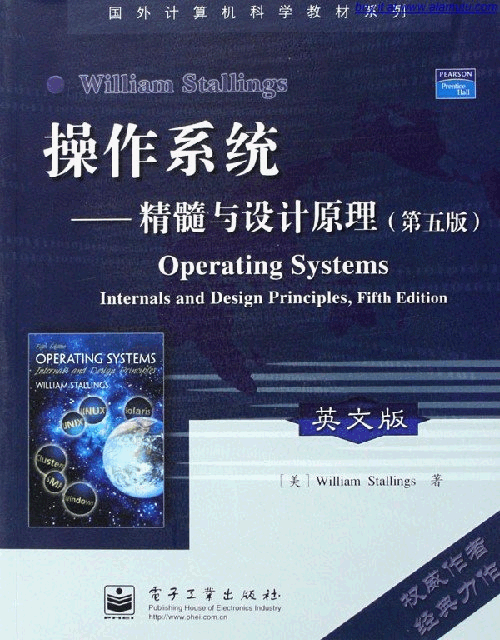 国外计算机科学教材系列
www.alamutu.com
William Stallings
PEARSON
Prentice
Hall
操作系统
——精髓与设计原理（第五版）
Operating Systems
Internals and Design Principles, Fifth Edition
Fifth Edition
OPERATING SYSTEMS
Internals and Design Principles
WILLIAM STALLINGS
LINUX
Solaris
UNIX
Clusters
SMP
Windows
英文版
［美］William Stallings 著
权威作者
经典力作
PHEI
电子工业出版社
Publishing House of Electronics Industry
http://www.phei.com.cn